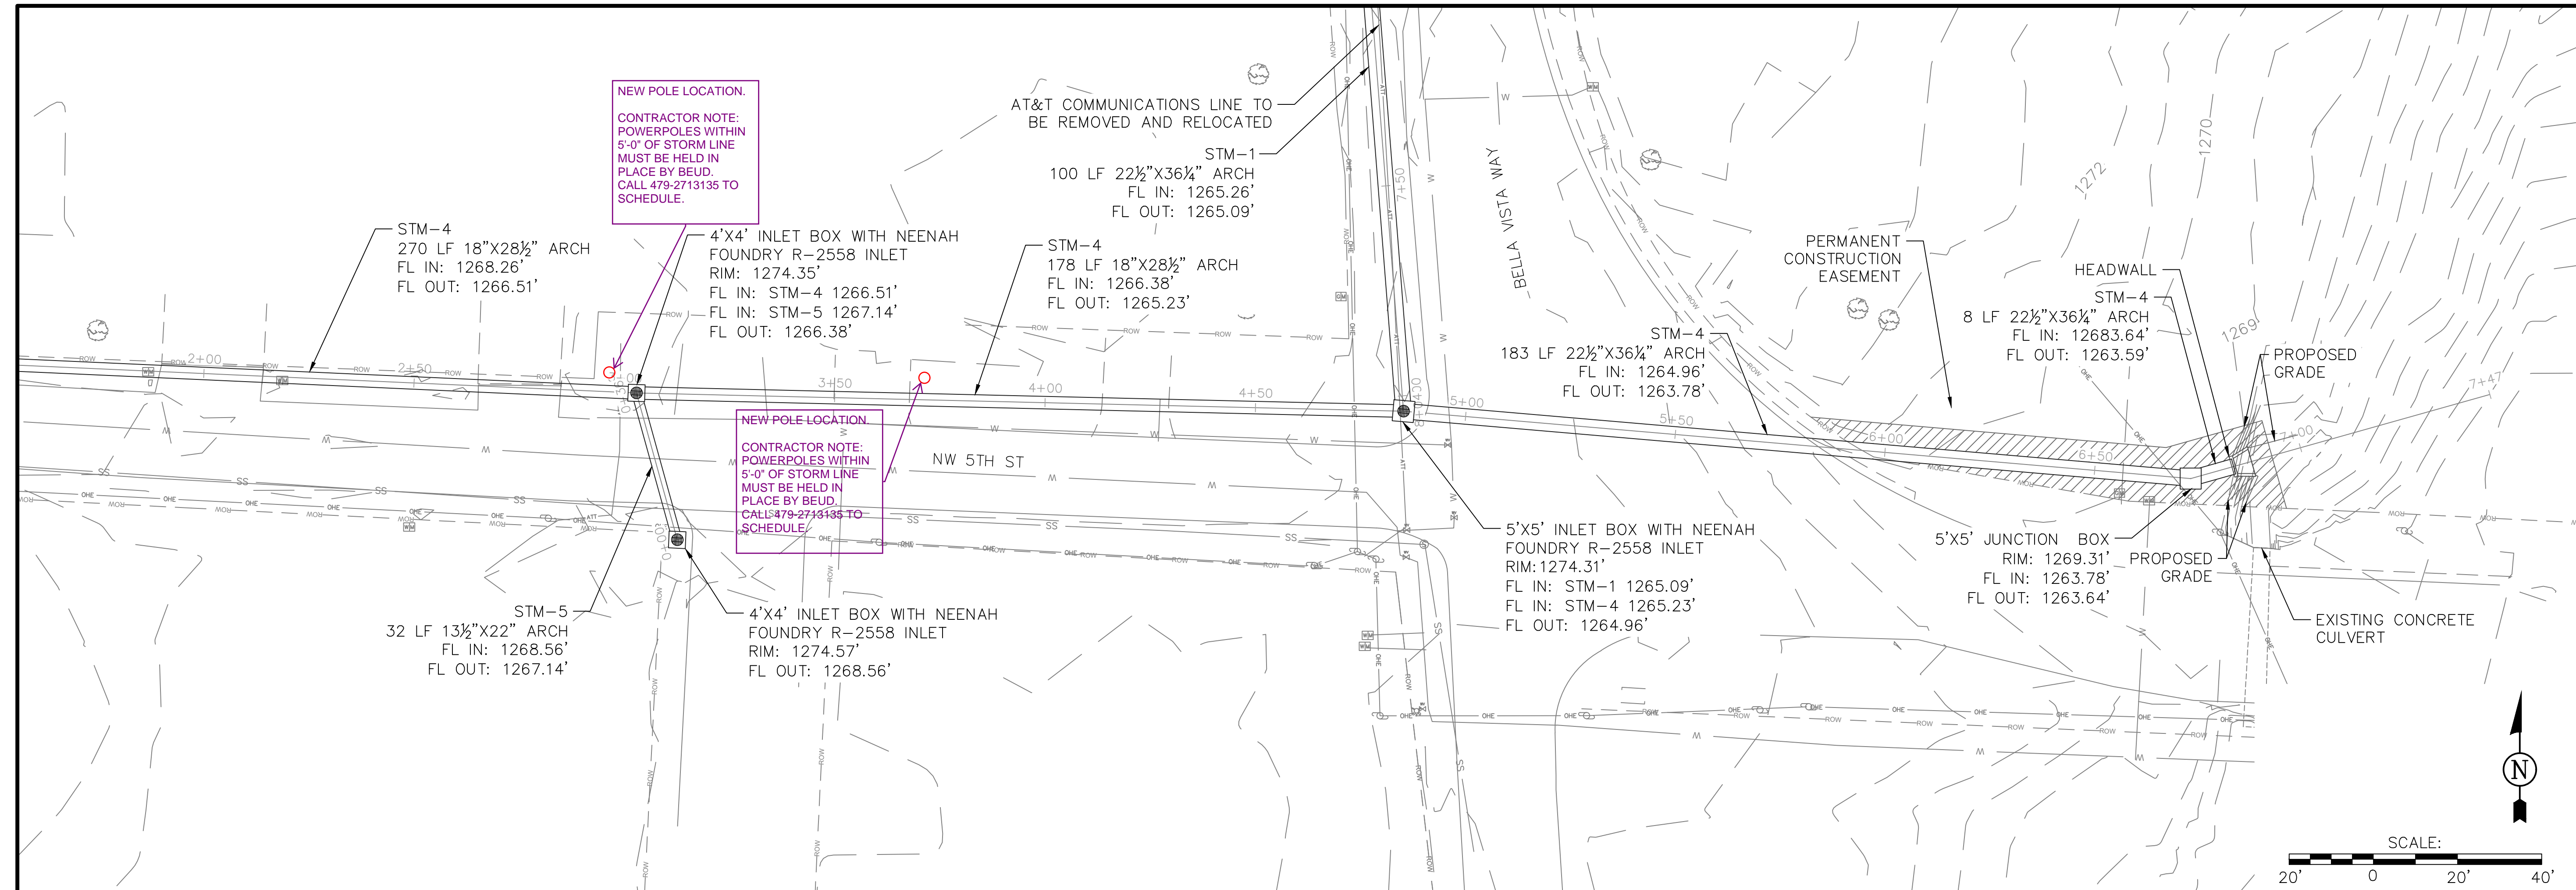 NEW POLE LOCATION.
CONTRACTOR NOTE:
POWERPOLES WITHIN
5'-0" OF STORM LINE
MUST BE HELD IN
PLACE BY BEUD.
CALL 479-2713135 TO
SCHEDULE.
STM-4
270 LF 18"X28½" ARCH
FL IN: 1268.26'
FL OUT: 1266.51'
4'X4' INLET BOX WITH NEENAH
FOUNDRY R-2558 INLET
RIM: 1274.35'
FL IN: STM-4 1266.51'
FL IN: STM-5 1267.14'
FL OUT: 1266.38'
AT&T COMMUNICATIONS LINE TO
BE REMOVED AND RELOCATED
STM-1
100 LF 22½"X36¼" ARCH
FL IN: 1265.26'
FL OUT: 1265.09'
STM-4
178 LF 18"X28½" ARCH
FL IN: 1266.38'
FL OUT: 1265.23'
BELLA VISTA WAY
7+50
STM-4
183 LF 22½"X36¼" ARCH
FL IN: 1264.96'
FL OUT: 1263.78'
PERMANENT
CONSTRUCTION
EASEMENT
1272
1270
1269
HEADWALL
STM-4
8 LF 22½"X36¼" ARCH
FL IN: 12683.64'
FL OUT: 1263.59'
PROPOSED
GRADE
7+47
2+00
2+50
3+50
4+00
4+50
5+00
5+50
6+00
6+50
7+00
NEW POLE LOCATION.
CONTRACTOR NOTE:
POWERPOLES WITHIN
5'-0" OF STORM LINE
MUST BE HELD IN
PLACE BY BEUD.
CALL 479-2713135 TO
SCHEDULE.
NW 5TH ST
STM-5
32 LF 13½"X22" ARCH
FL IN: 1268.56'
FL OUT: 1267.14'
4'X4' INLET BOX WITH NEENAH
FOUNDRY R-2558 INLET
RIM: 1274.57'
FL OUT: 1268.56'
5'X5' INLET BOX WITH NEENAH
FOUNDRY R-2558 INLET
RIM:1274.31'
FL IN: STM-1 1265.09'
FL IN: STM-4 1265.23'
FL OUT: 1264.96'
5'X5' JUNCTION BOX
RIM: 1269.31'
FL IN: 1263.78'
FL OUT: 1263.64'
PROPOSED
GRADE
EXISTING CONCRETE
CULVERT
N
SCALE:
20' 0 20' 40'